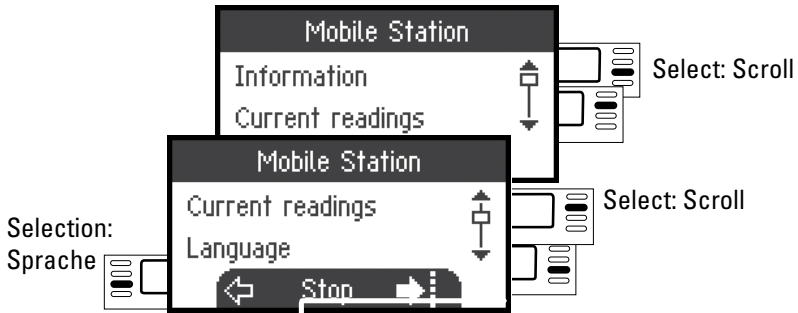 Mobile Station
Information
Current readings
Select: Scroll
Mobile Station
Current readings
Language
Stop
Select: Scroll
Selection:
Sprache